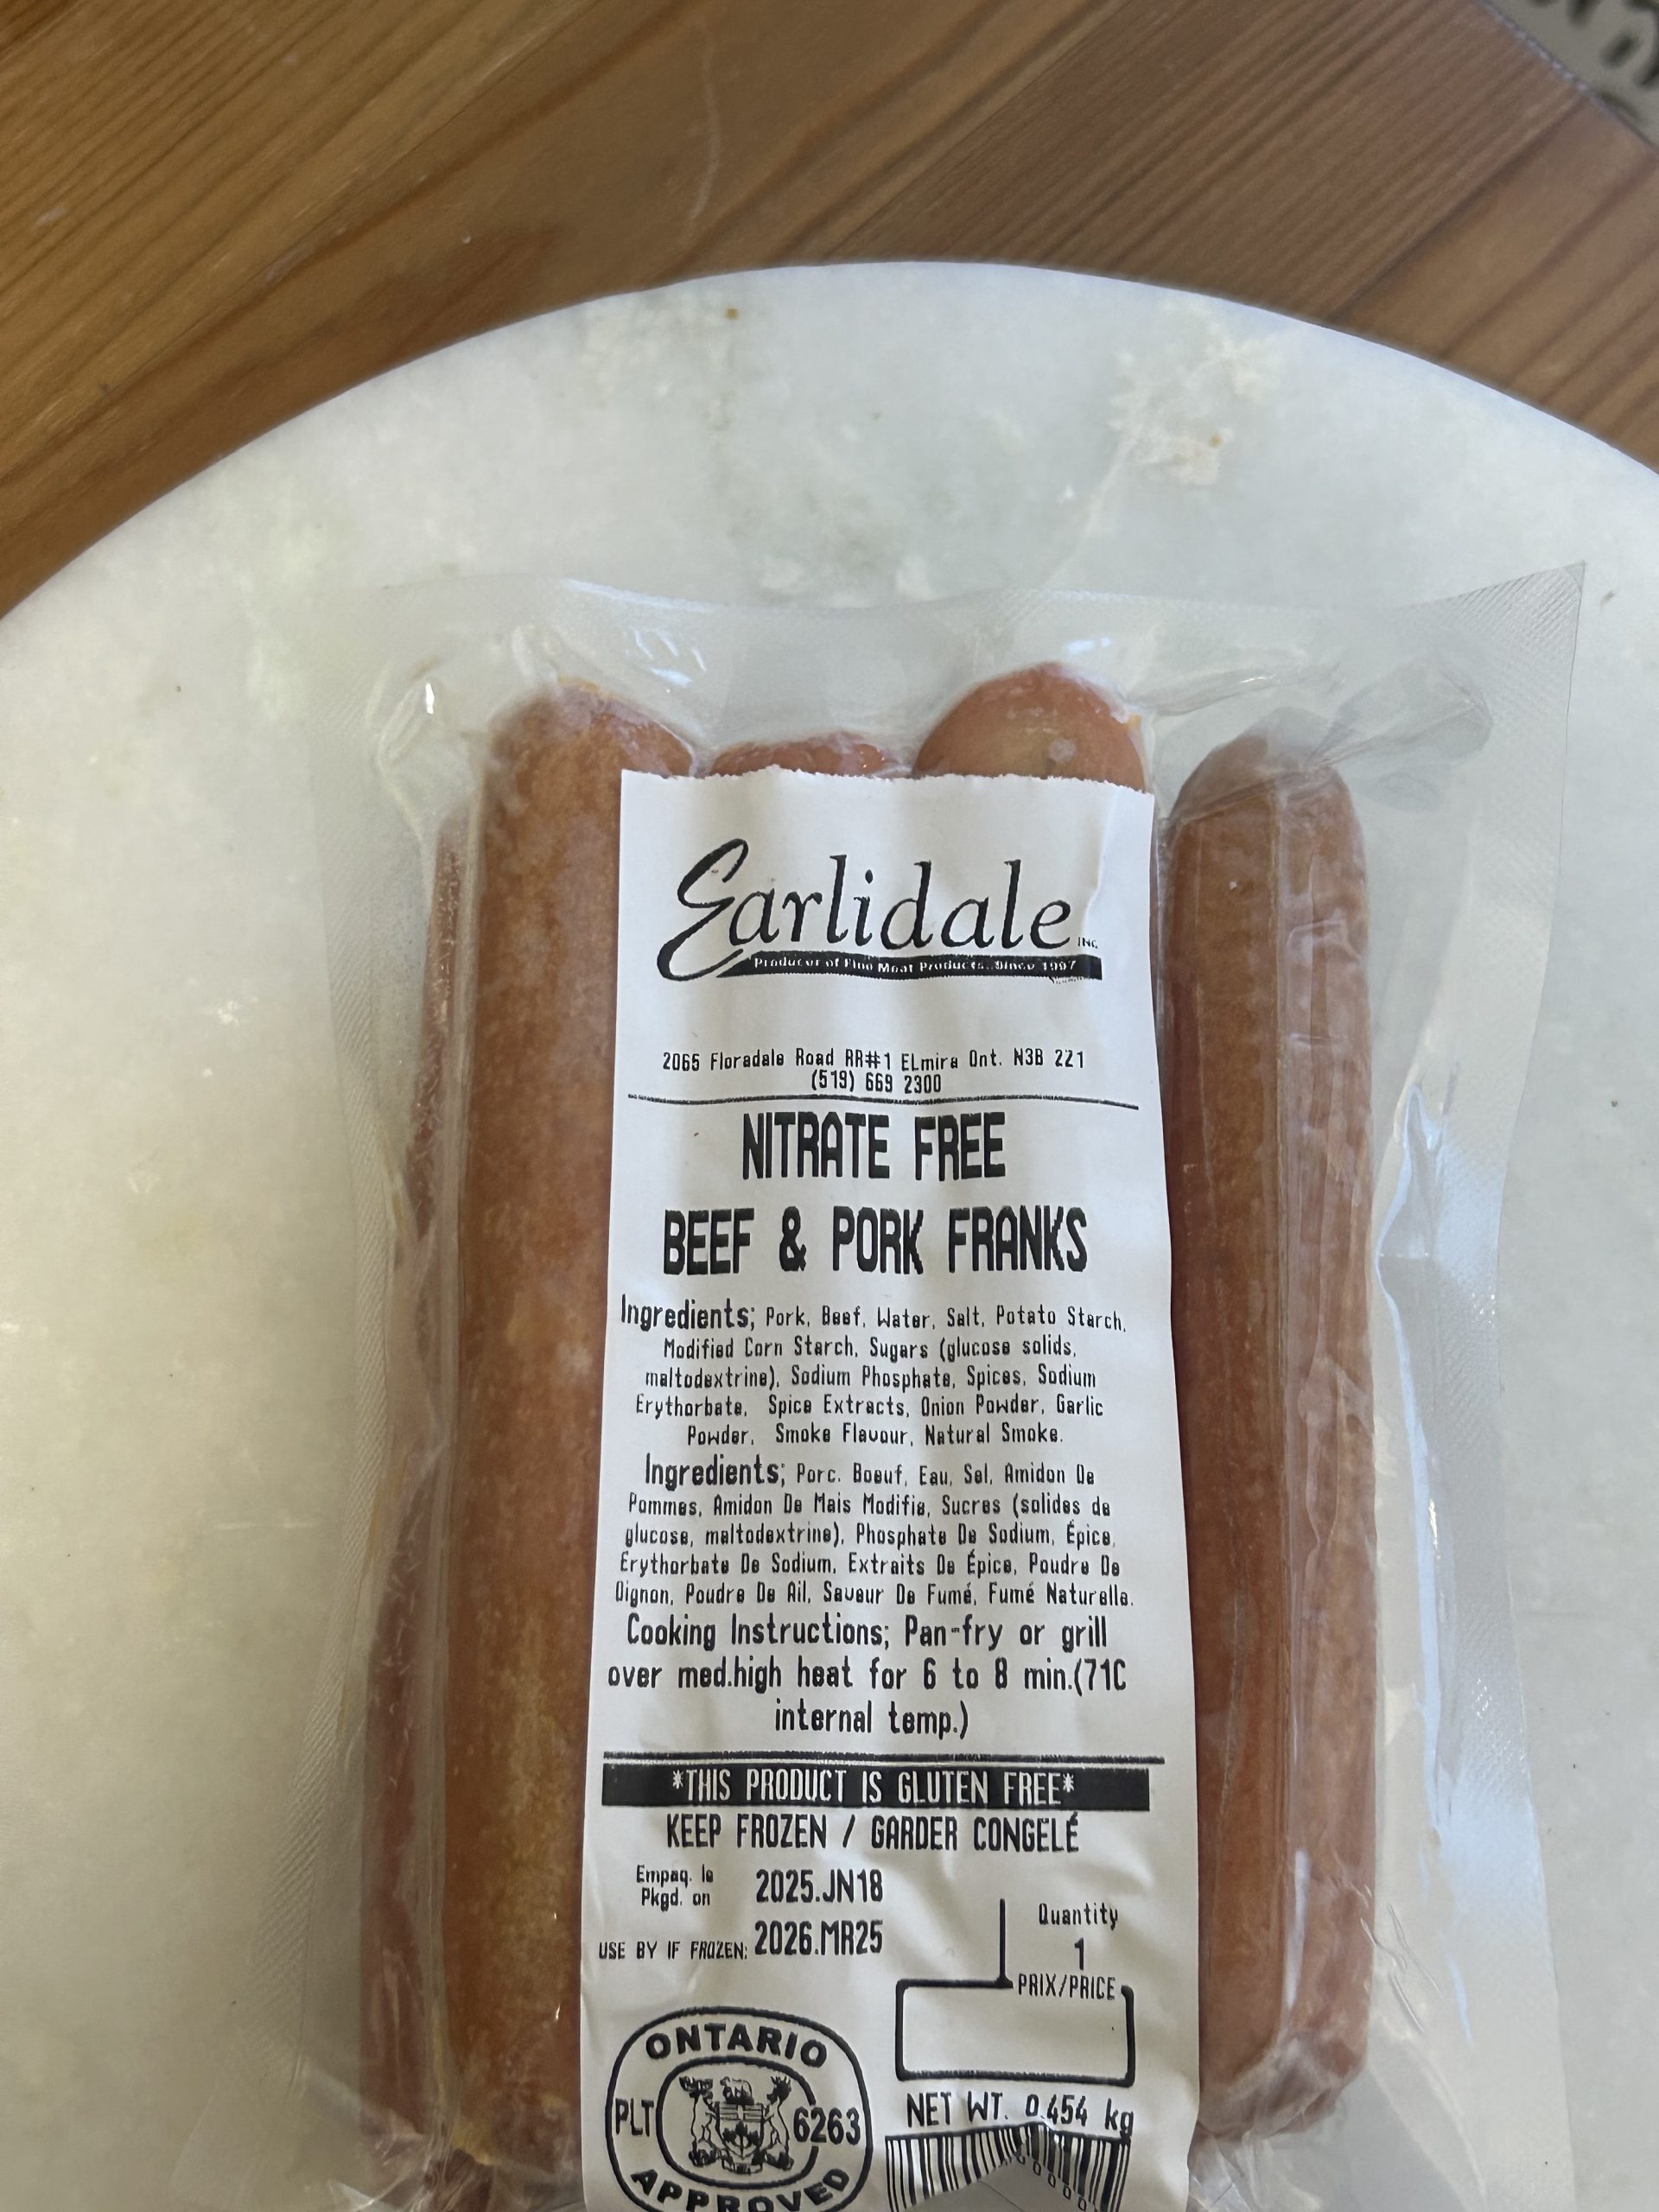 Earlidale INC.
Producer of Fine Meat Products. Since 1997
2065 Floradale Road RR#1 ELmira Ont. N3B 2Z1
(519) 669 2300
NITRATE FREE
BEEF & PORK FRANKS
Ingredients; Pork, Beef, Water, Salt, Potato Starch,
Modified Corn Starch, Sugars (glucose solids,
maltodextrine), Sodium Phosphate, Spices, Sodium
Erythorbate, Spice Extracts, Onion Powder, Garlic
Powder, Smoke Flavour, Natural Smoke.
Ingredients; Porc. Boeuf, Eau, Sel, Amidon De
Pommes, Amidon De Mais Modifie, Sucres (solides de
glucose, maltodextrine), Phosphate De Sodium, Épice,
Erythorbate De Sodium, Extraits De Épice, Poudre De
Oignon, Poudre De Ail, Saveur De Fumé, Fumé Naturelle.
Cooking Instructions; Pan-fry or grill
over med.high heat for 6 to 8 min.(71C
internal temp.)
*THIS PRODUCT IS GLUTEN FREE*
KEEP FROZEN / GARDER CONGELÉ
Empaq. le
Pkgd. on 2025.JN18
USE BY IF FROZEN: 2026.MR25
Quantity
1
PRIX/PRICE
NET WT. 0.454 kg
ONTARIO
PLT 6263
APPROVED